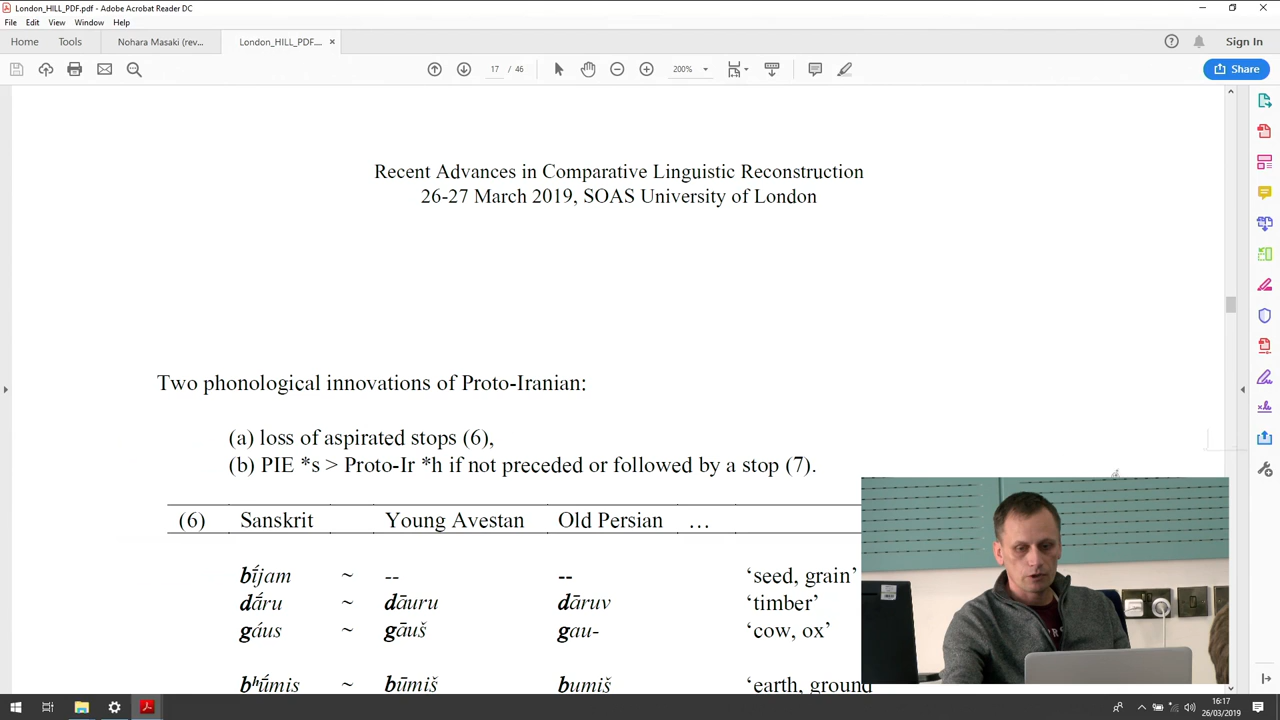 London_HILL_PDF.pdf - Adobe Acrobat Reader DC
File Edit View Window Help
Home Tools Nohara Masaki (rev... London_HILL_PDF.... × Sign In
17 / 46 200% Share
Recent Advances in Comparative Linguistic Reconstruction
26-27 March 2019, SOAS University of London
Two phonological innovations of Proto-Iranian:
(a) loss of aspirated stops (6),
(b) PIE *s > Proto-Ir *h if not preceded or followed by a stop (7).
(6) Sanskrit Young Avestan Old Persian …
bī́jam ~ -- -- ‘seed, grain’
dā́ru ~ dāuru dāruv ‘timber’
gáus ~ gāuš gau- ‘cow, ox’
bʰū́mis ~ būmiš bumiš ‘earth, ground
16:17
26/03/2019